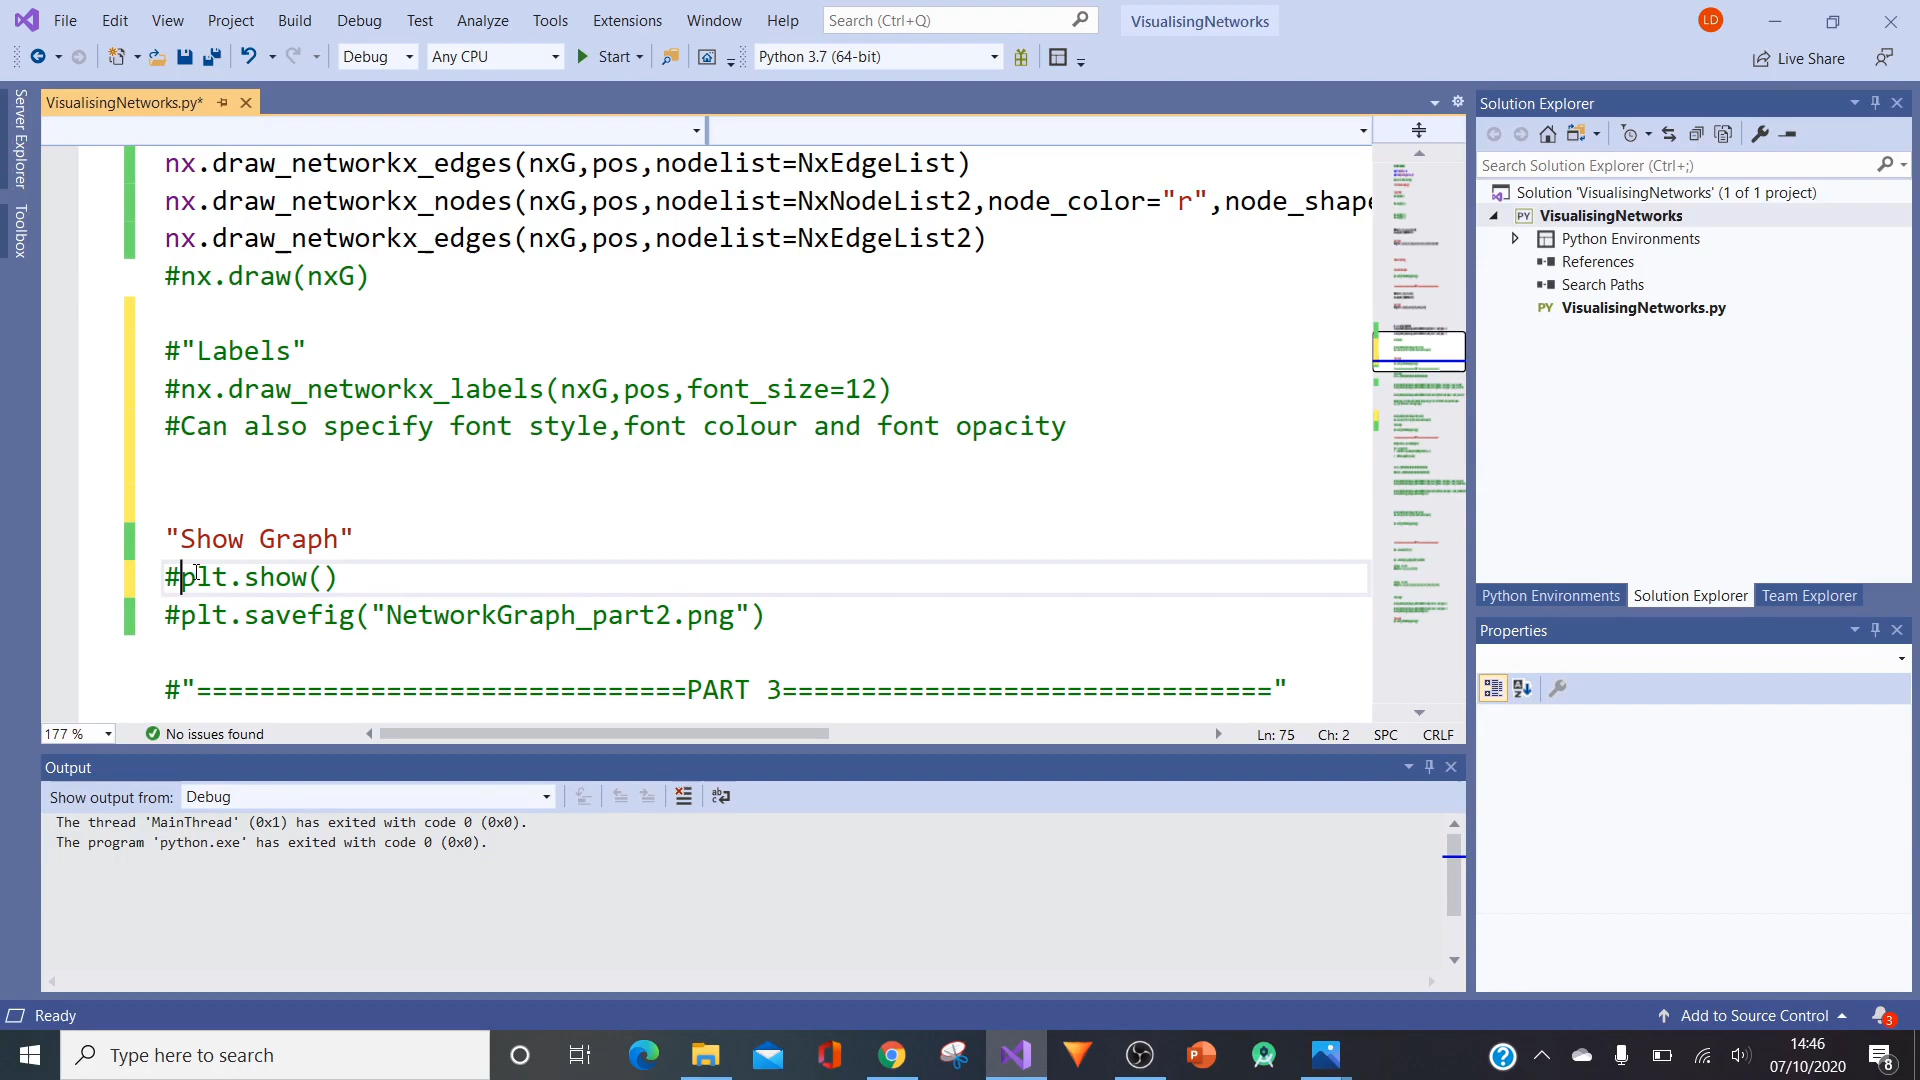 File Edit View Project Build Debug Test Analyze Tools Extensions Window Help Search (Ctrl+Q) VisualisingNetworks LD
Debug Any CPU Start Python 3.7 (64-bit) Live Share
Server Explorer
Toolbox
VisualisingNetworks.py*
nx.draw_networkx_edges(nxG,pos,nodelist=NxEdgeList)
nx.draw_networkx_nodes(nxG,pos,nodelist=NxNodeList2,node_color="r",node_shape
nx.draw_networkx_edges(nxG,pos,nodelist=NxEdgeList2)
#nx.draw(nxG)
#"Labels"
#nx.draw_networkx_labels(nxG,pos,font_size=12)
#Can also specify font style,font colour and font opacity
"Show Graph"
#plt.show()
#plt.savefig("NetworkGraph_part2.png")
#"===============================PART 3==============================="
177 % No issues found Ln: 75 Ch: 2 SPC CRLF
Output
Show output from: Debug
The thread 'MainThread' (0x1) has exited with code 0 (0x0).
The program 'python.exe' has exited with code 0 (0x0).
Solution Explorer
Search Solution Explorer (Ctrl+;)
Solution 'VisualisingNetworks' (1 of 1 project)
PY VisualisingNetworks
Python Environments
References
Search Paths
PY VisualisingNetworks.py
Python Environments Solution Explorer Team Explorer
Properties
Ready Add to Source Control 3
Type here to search
14:46
07/10/2020
8